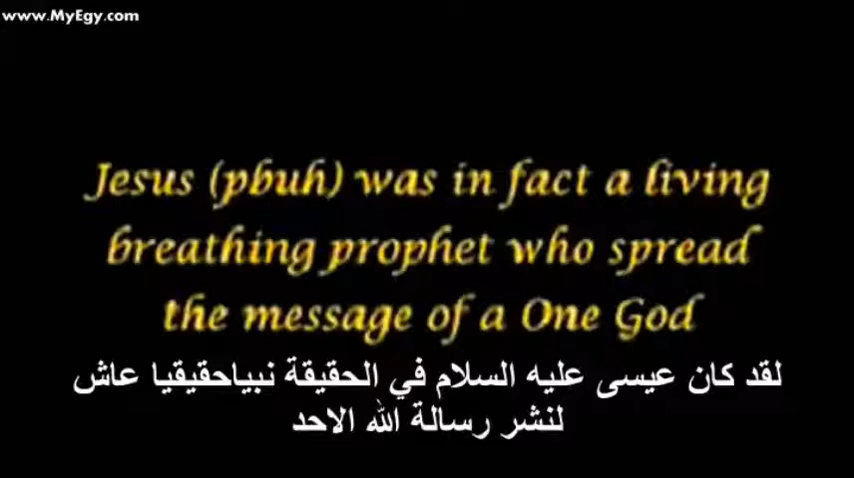 www.MyEgy.com
Jesus (pbuh) was in fact a living
breathing prophet who spread
the message of a One God
لقد كان عيسى عليه السلام في الحقيقة نبياحقيقيا عاش
لنشر رسالة الله الاحد